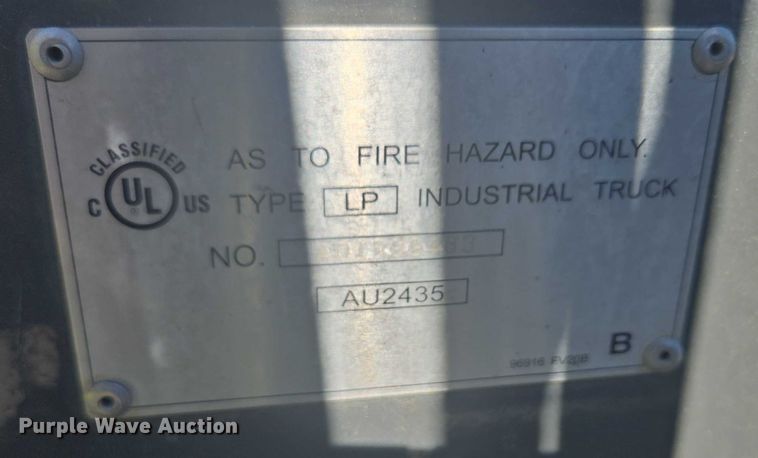 CLASSIFIED
C UL US
®
AS TO FIRE HAZARD ONLY.
TYPE LP INDUSTRIAL TRUCK
NO.
AU2435
B
Purple Wave Auction